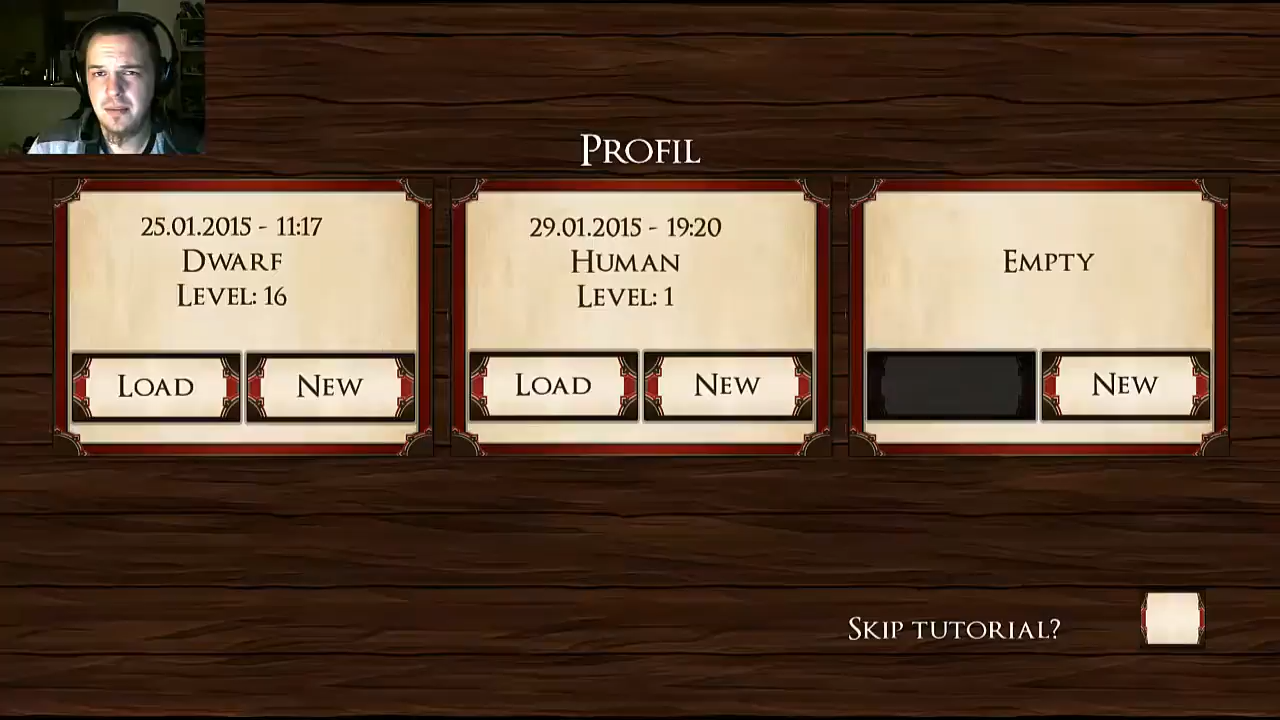 PROFIL
25.01.2015 - 11:17
DWARF
LEVEL: 16
LOAD
NEW
29.01.2015 - 19:20
HUMAN
LEVEL: 1
LOAD
NEW
EMPTY
NEW
SKIP TUTORIAL?